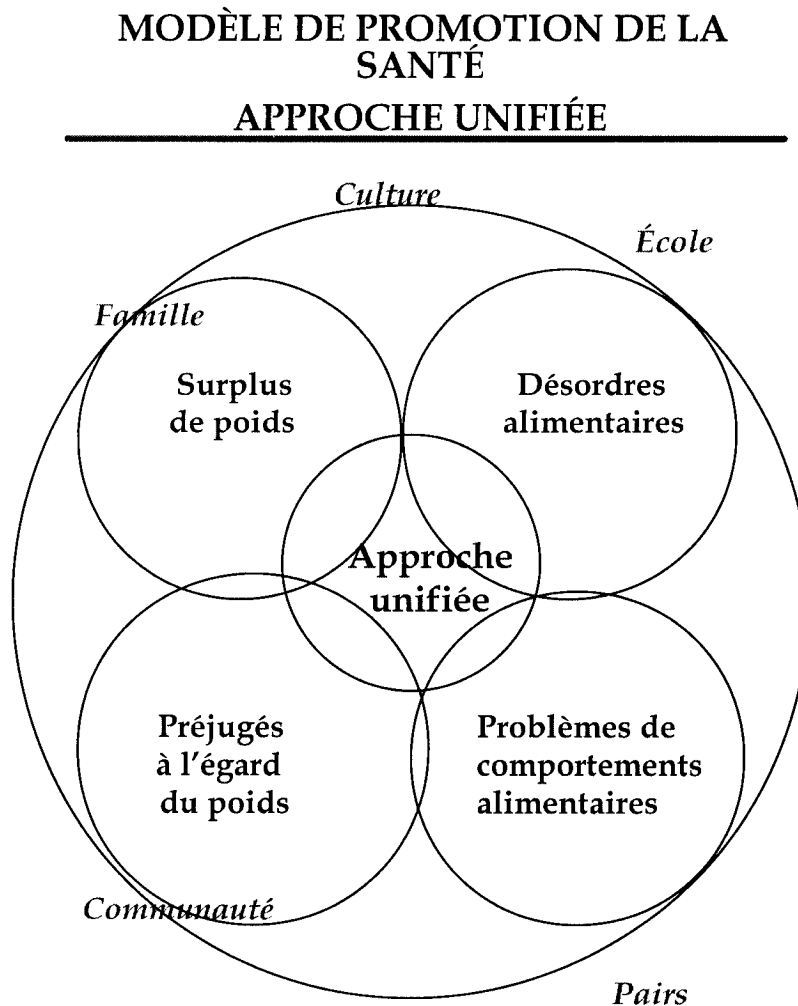 MODÈLE DE PROMOTION DE LA
SANTÉ
APPROCHE UNIFIÉE
Culture
École
Famille
Surplus
de poids
Désordres
alimentaires
Approche
unifiée
Préjugés
à l'égard
du poids
Problèmes de
comportements
alimentaires
Communauté
Pairs